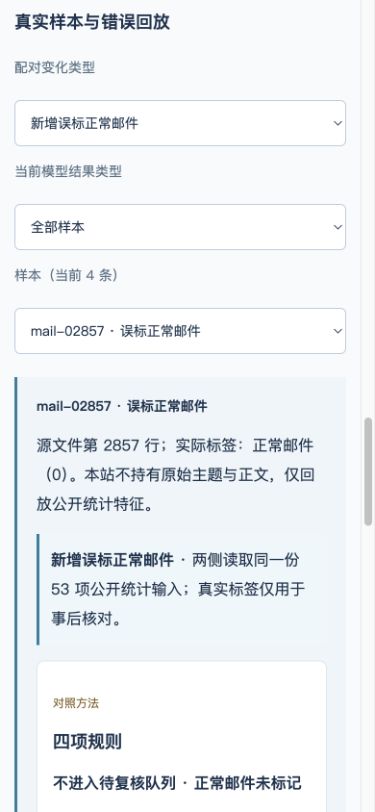 真实样本与错误回放
配对变化类型
新增误标正常邮件
当前模型结果类型
全部样本
样本（当前 4 条）
mail-02857 · 误标正常邮件
mail-02857 · 误标正常邮件
源文件第 2857 行；实际标签：正常邮件
（0）。本站不持有原始主题与正文，仅回
放公开统计特征。
新增误标正常邮件 · 两侧读取同一份
53 项公开统计输入；真实标签仅用于
事后核对。
对照方法
四项规则
不进入待复核队列 · 正常邮件未标记